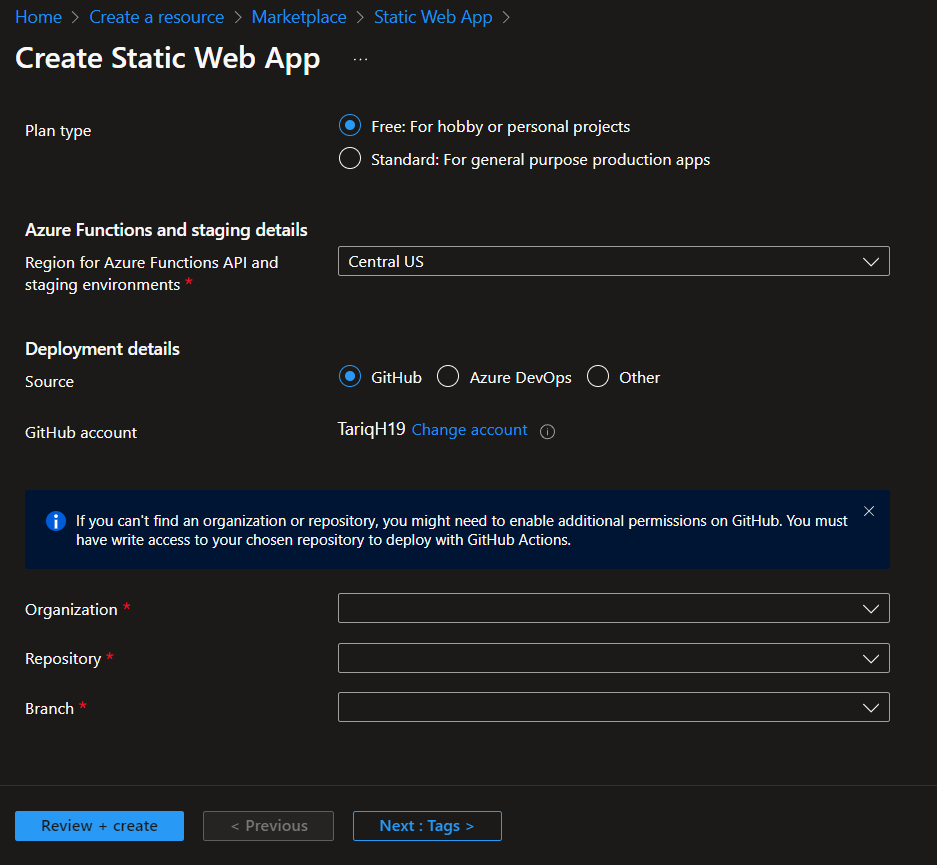 Home > Create a resource > Marketplace > Static Web App >
Create Static Web App ...
Plan type
Free: For hobby or personal projects
Standard: For general purpose production apps
Azure Functions and staging details
Region for Azure Functions API and
staging environments *
Central US
Deployment details
Source
GitHub Azure DevOps Other
GitHub account
TariqH19 Change account
If you can't find an organization or repository, you might need to enable additional permissions on GitHub. You must
have write access to your chosen repository to deploy with GitHub Actions.
Organization *
Repository *
Branch *
Review + create < Previous Next : Tags >